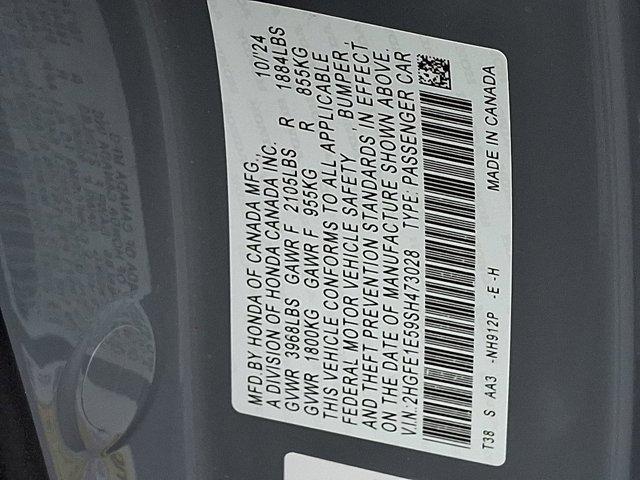 MFD.BY HONDA OF CANADA MFG., 10/'24
A DIVISION OF HONDA CANADA INC.
GVWR 3968LBS GAWR F 2105LBS R 1884LBS
GVWR 1800KG GAWR F 955KG R 855KG
THIS VEHICLE CONFORMS TO ALL APPLICABLE
FEDERAL MOTOR VEHICLE SAFETY , BUMPER ,
AND THEFT PREVENTION STANDARDS IN EFFECT
ON THE DATE OF MANUFACTURE SHOWN ABOVE.
V.I.N.:2HGFE1E59SH473028 TYPE: PASSENGER CAR
T38 S AA3 -NH912P -E -H MADE IN CANADA